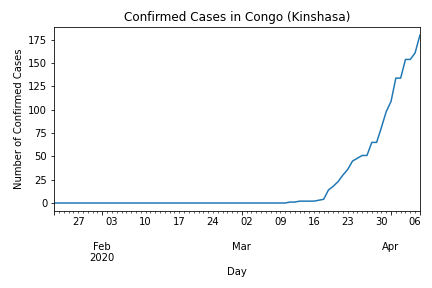 Confirmed Cases in Congo (Kinshasa)
Number of Confirmed Cases
175
150
125
100
75
50
25
0
27 03 10 17 24 02 09 16 23 30 06
Feb Mar Apr
2020
Day